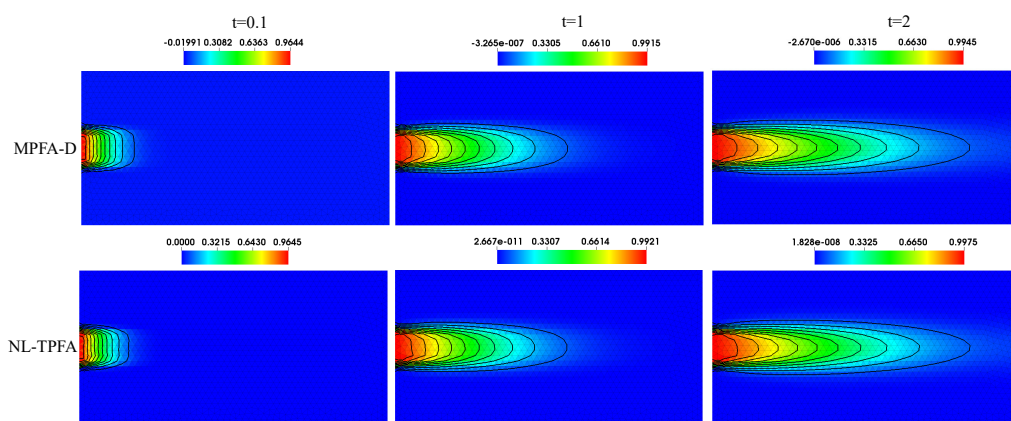 t=0.1
t=1
t=2
-0.01991 0.3082 0.6363 0.9644
-3.265e-007 0.3305 0.6610 0.9915
-2.670e-006 0.3315 0.6630 0.9945
MPFA-D
0.0000 0.3215 0.6430 0.9645
2.667e-011 0.3307 0.6614 0.9921
1.828e-008 0.3325 0.6650 0.9975
NL-TPFA